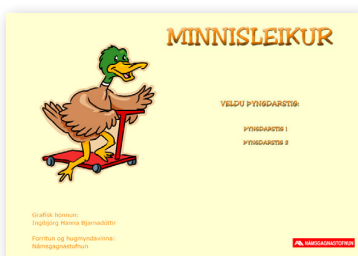 MINNISLEIKUR
VELDU ÞYNGDARSTIG:
ÞYNGDARSTIG 1
ÞYNGDARSTIG 2
Grafísk hönnun:
Ingibjörg Hanna Bjarnadóttir
Forritun og hugmyndavinna:
Námsgagnastofnun
NÁMSGAGNASTOFNUN